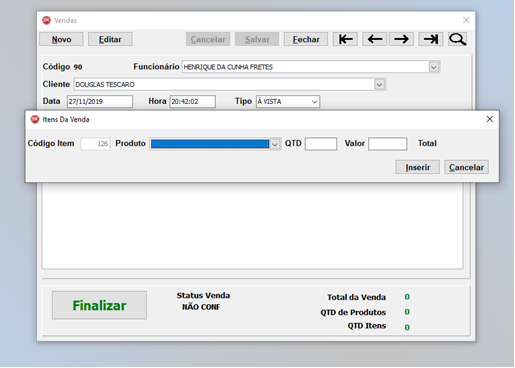 Vendas
Novo Editar Cancelar Salvar Fechar
Código 90 Funcionário HENRIQUE DA CUNHA FRETES
Cliente DOUGLAS TESCARO
Data 27/11/2019 Hora 20:42:02 Tipo À VISTA
Itens Da Venda
Código Item 126 Produto QTD Valor Total
Inserir Cancelar
Finalizar
Status Venda
NÃO CONF
Total da Venda 0
QTD de Produtos 0
QTD Itens 0